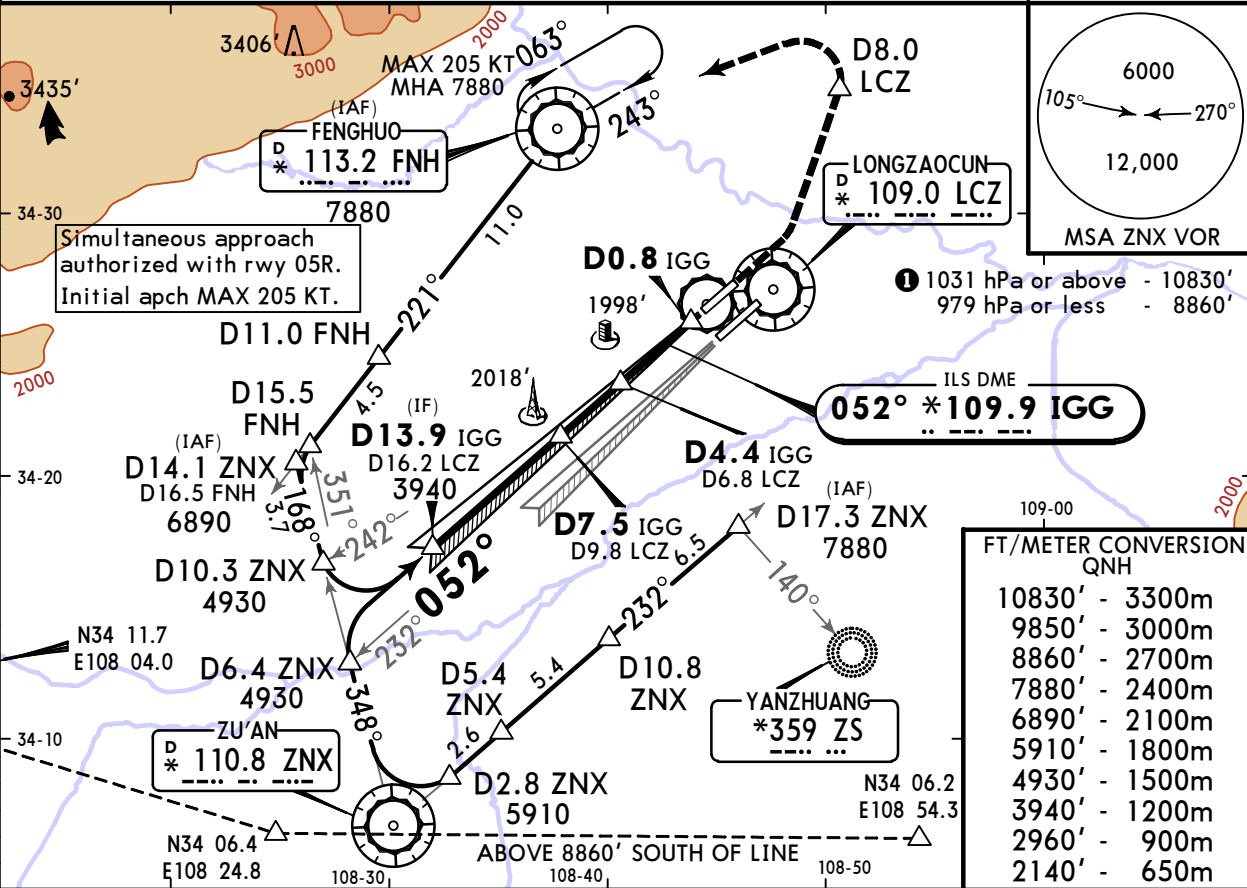 3406'
3000
2000
3435'
MAX 205 KT
MHA 7880
063°
243°
(IAF)
FENGHUO
D
* 113.2 FNH
7880
D8.0
LCZ
LONGZAOCUN
D
* 109.0 LCZ
6000
105°
270°
12,000
MSA ZNX VOR
34-30
Simultaneous approach
authorized with rwy 05R.
Initial apch MAX 205 KT.
11.0
221°
D0.8 IGG
1998'
1 1031 hPa or above - 10830'
979 hPa or less - 8860'
D11.0 FNH
2000
4.5
D15.5
FNH
2018'
ILS DME
052° *109.9 IGG
(IF)
D13.9 IGG
D16.2 LCZ
3940
(IAF)
D14.1 ZNX
D16.5 FNH
6890
34-20
3.7
168°
351°
242°
D4.4 IGG
D6.8 LCZ
D7.5 IGG
D9.8 LCZ
(IAF)
D17.3 ZNX
7880
109-00
2000
D10.3 ZNX
4930
052°
6.5
232°
140°
N34 11.7
E108 04.0
232°
D6.4 ZNX
4930
D5.4
ZNX
5.4
D10.8
ZNX
YANZHUANG
*359 ZS
348°
34-10
ZU'AN
D
* 110.8 ZNX
2.6
D2.8 ZNX
5910
N34 06.2
E108 54.3
N34 06.4
E108 24.8
ABOVE 8860' SOUTH OF LINE
108-30
108-40
108-50
FT/METER CONVERSION
QNH
10830' - 3300m
9850' - 3000m
8860' - 2700m
7880' - 2400m
6890' - 2100m
5910' - 1800m
4930' - 1500m
3940' - 1200m
2960' - 900m
2140' - 650m